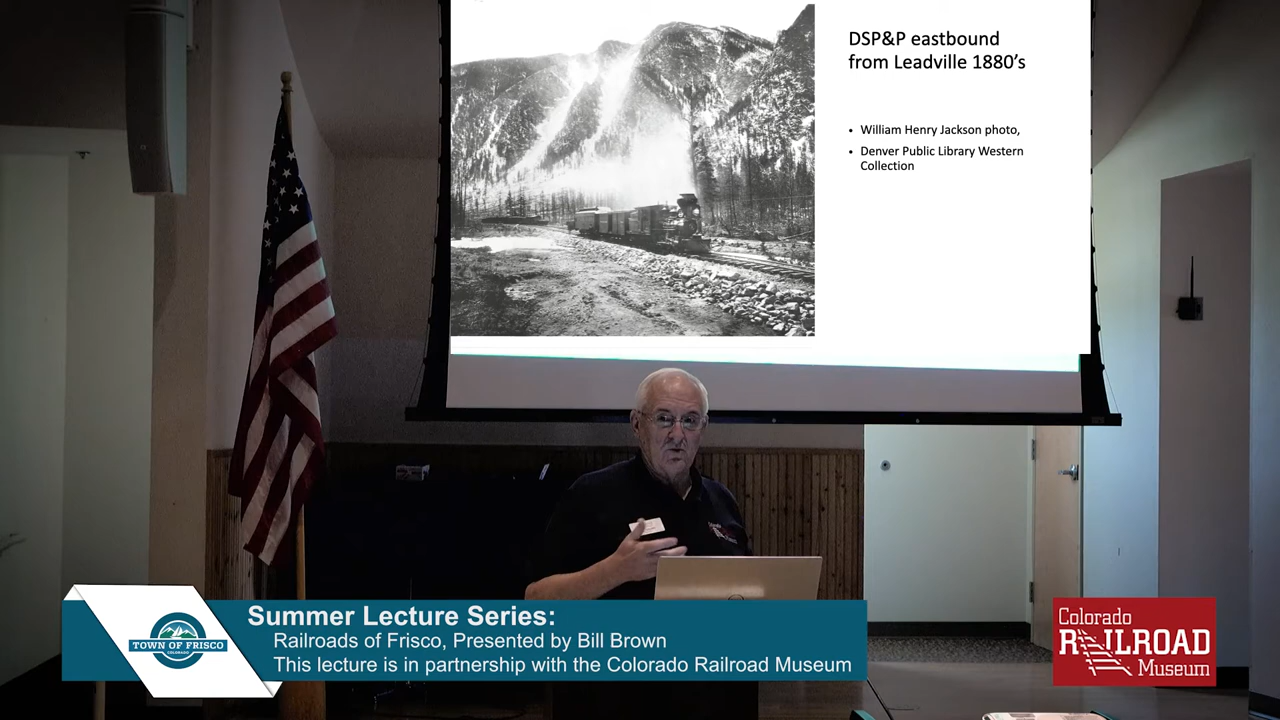 DSP&P eastbound
from Leadville 1880's
• William Henry Jackson photo,
• Denver Public Library Western
Collection
Summer Lecture Series:
Railroads of Frisco, Presented by Bill Brown
This lecture is in partnership with the Colorado Railroad Museum
TOWN OF FRISCO
COLORADO
Colorado
RAILROAD
Museum